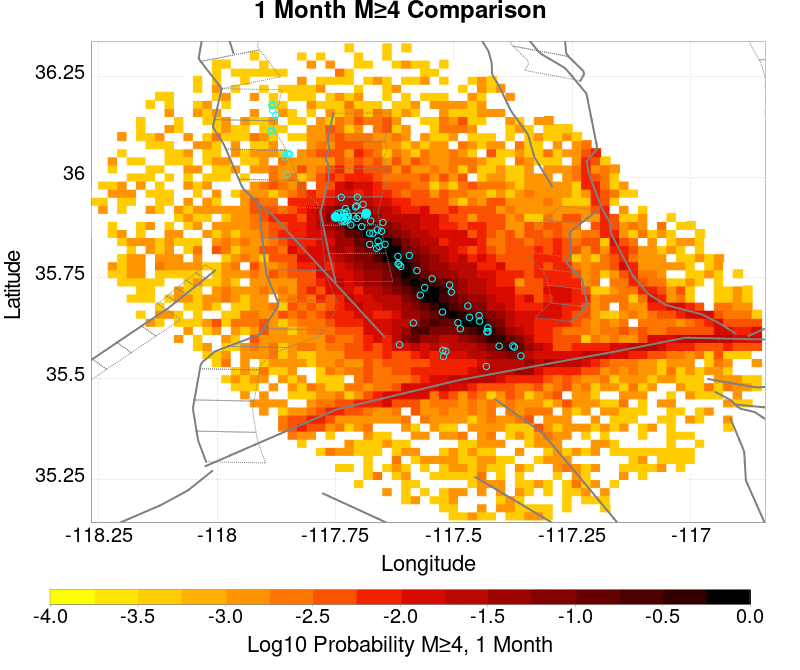 1 Month M≥4 Comparison
36.25
36
35.75
35.5
35.25
Latitude
-118.25 -118 -117.75 -117.5 -117.25 -117
Longitude
-4.0 -3.5 -3.0 -2.5 -2.0 -1.5 -1.0 -0.5 0.0
Log10 Probability M≥4, 1 Month